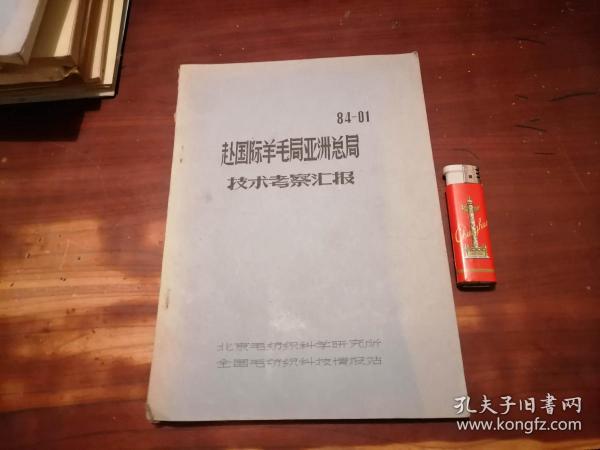 84-01
赴国际羊毛局亚洲总局
技术考察汇报
北京毛纺织科学研究所
全国毛纺织科技情报站
Chunghwa
孔夫子旧书网
www.kongfz.com